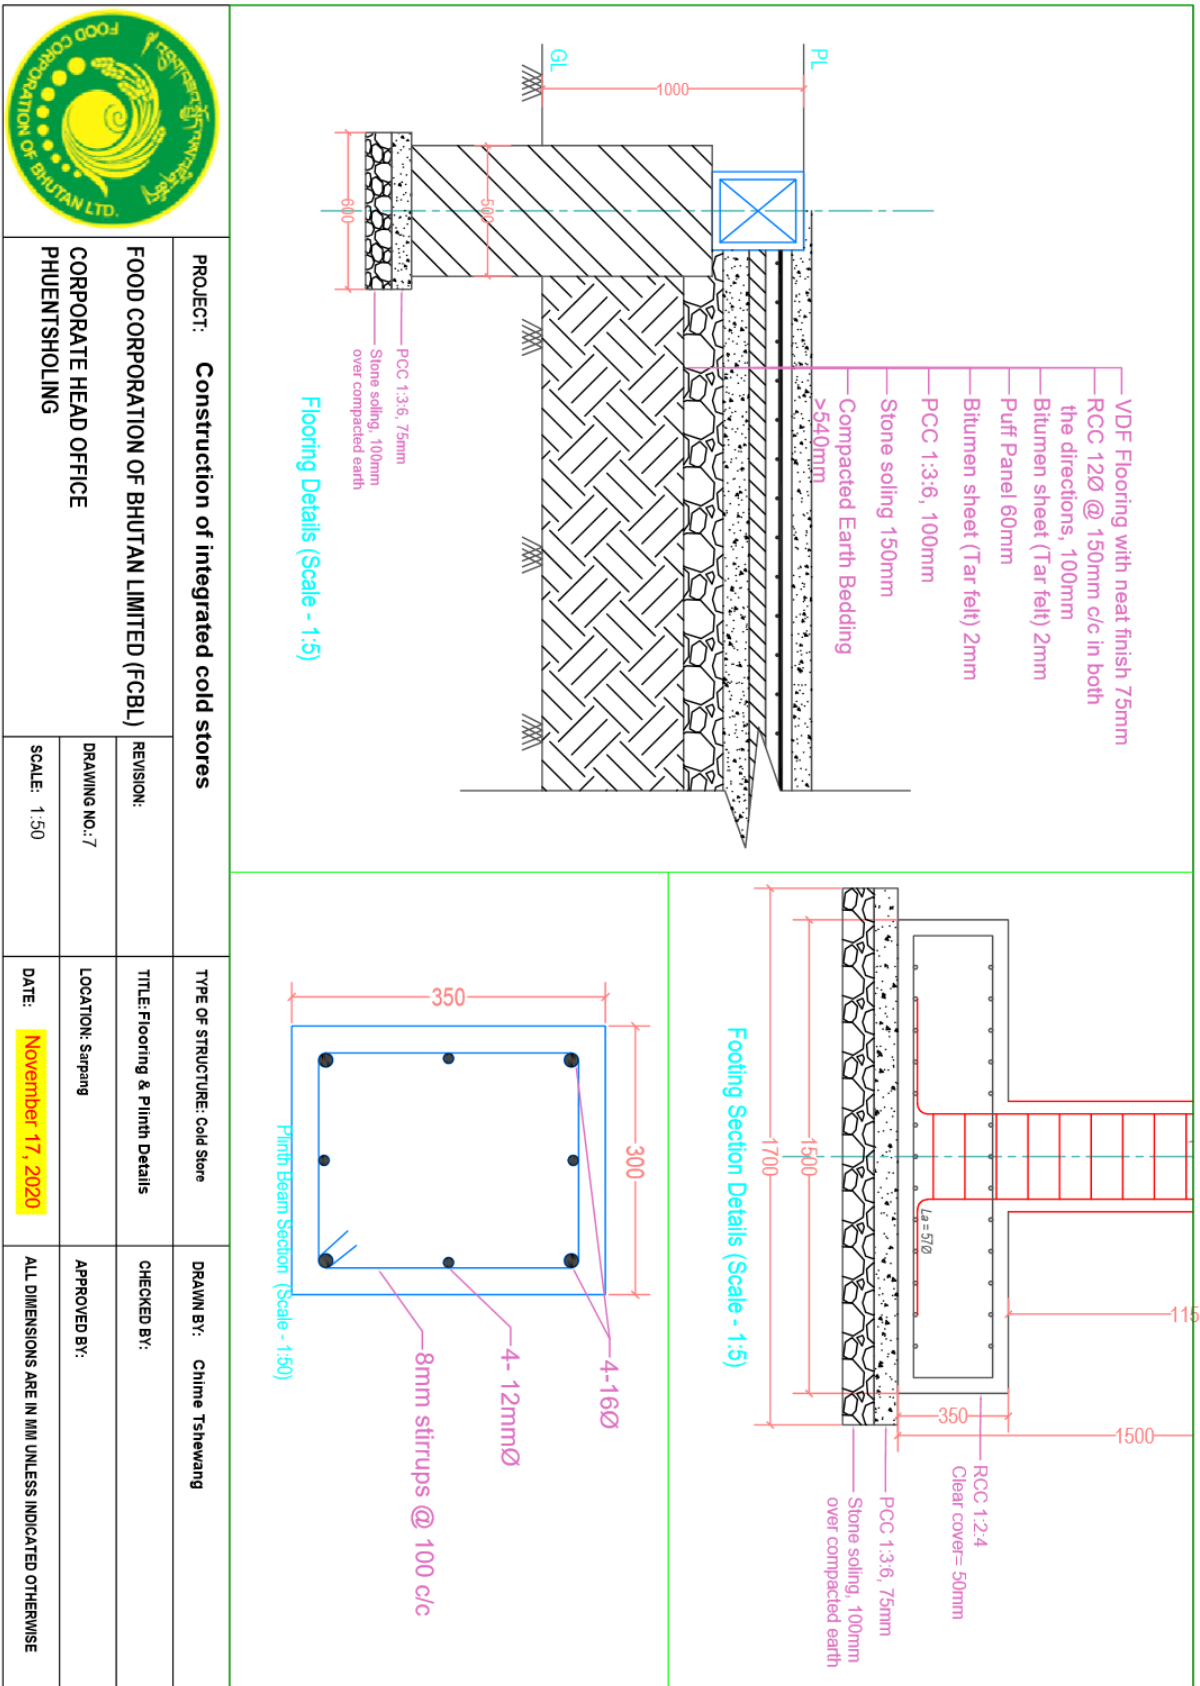 PL
GL
1000
500
600
PCC 1:3:6, 75mm
Stone soling, 100mm
over compacted earth
VDF Flooring with neat finish 75mm
RCC 12Ø @ 150mm c/c in both
the directions, 100mm
Bitumen sheet (Tar felt) 2mm
Puff Panel 60mm
Bitumen sheet (Tar felt) 2mm
PCC 1:3:6, 100mm
Stone soling 150mm
Compacted Earth Bedding
>540mm
Flooring Details (Scale - 1:5)
115
1500
350
La = 57Ø
1500
1700
RCC 1:2:4
Clear cover= 50mm
PCC 1:3:6, 75mm
Stone soling, 100mm
over compacted earth
Footing Section Details (Scale - 1:5)
300
350
4-16Ø
4- 12mmØ
8mm stirrups @ 100 c/c
Plinth Beam Section (Scale - 1:50)
FOOD CORPORATION OF BHUTAN LTD.
PROJECT: Construction of integrated cold stores
FOOD CORPORATION OF BHUTAN LIMITED (FCBL)
CORPORATE HEAD OFFICE
PHUENTSHOLING
REVISION:
DRAWING NO.:7
SCALE: 1:50
TYPE OF STRUCTURE: Cold Store
TITLE:Flooring & Plinth Details
LOCATION: Sarpang
DATE: November 17, 2020
DRAWN BY: Chime Tshewang
CHECKED BY:
APPROVED BY:
ALL DIMENSIONS ARE IN MM UNLESS INDICATED OTHERWISE